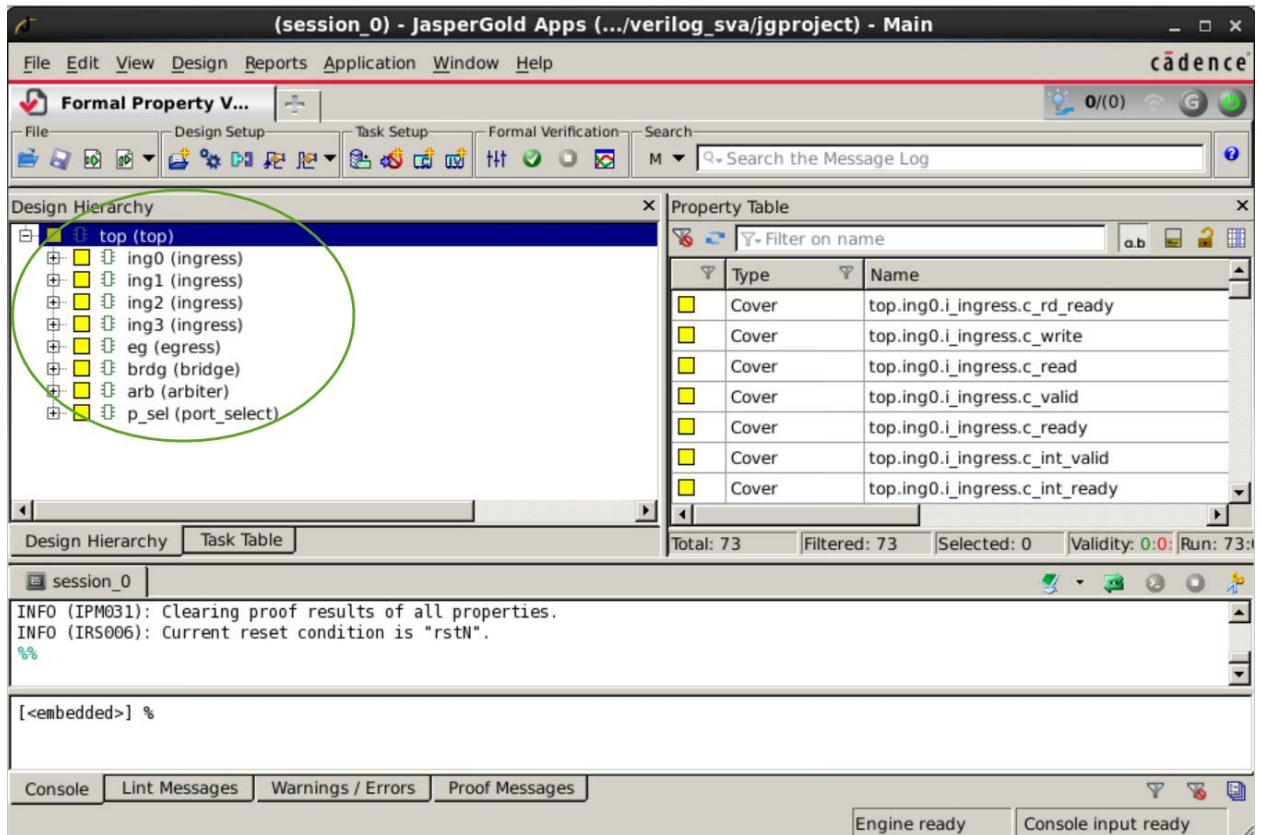 (session_0) - JasperGold Apps (.../verilog_sva/jgproject) - Main
File Edit View Design Reports Application Window Help
cādence
Formal Property V...
0/(0)
File Design Setup Task Setup Formal Verification Search
M Search the Message Log
Design Hierarchy
top (top)
ing0 (ingress)
ing1 (ingress)
ing2 (ingress)
ing3 (ingress)
eg (egress)
brdg (bridge)
arb (arbiter)
p_sel (port_select)
Design Hierarchy Task Table
Property Table
Filter on name
a.b
Type Name
Cover top.ing0.i_ingress.c_rd_ready
Cover top.ing0.i_ingress.c_write
Cover top.ing0.i_ingress.c_read
Cover top.ing0.i_ingress.c_valid
Cover top.ing0.i_ingress.c_ready
Cover top.ing0.i_ingress.c_int_valid
Cover top.ing0.i_ingress.c_int_ready
Total: 73 Filtered: 73 Selected: 0 Validity: 0:0: Run: 73:
session_0
INFO (IPM031): Clearing proof results of all properties.
INFO (IRS006): Current reset condition is "rstN".
%%
[<embedded>] %
Console Lint Messages Warnings / Errors Proof Messages
Engine ready Console input ready